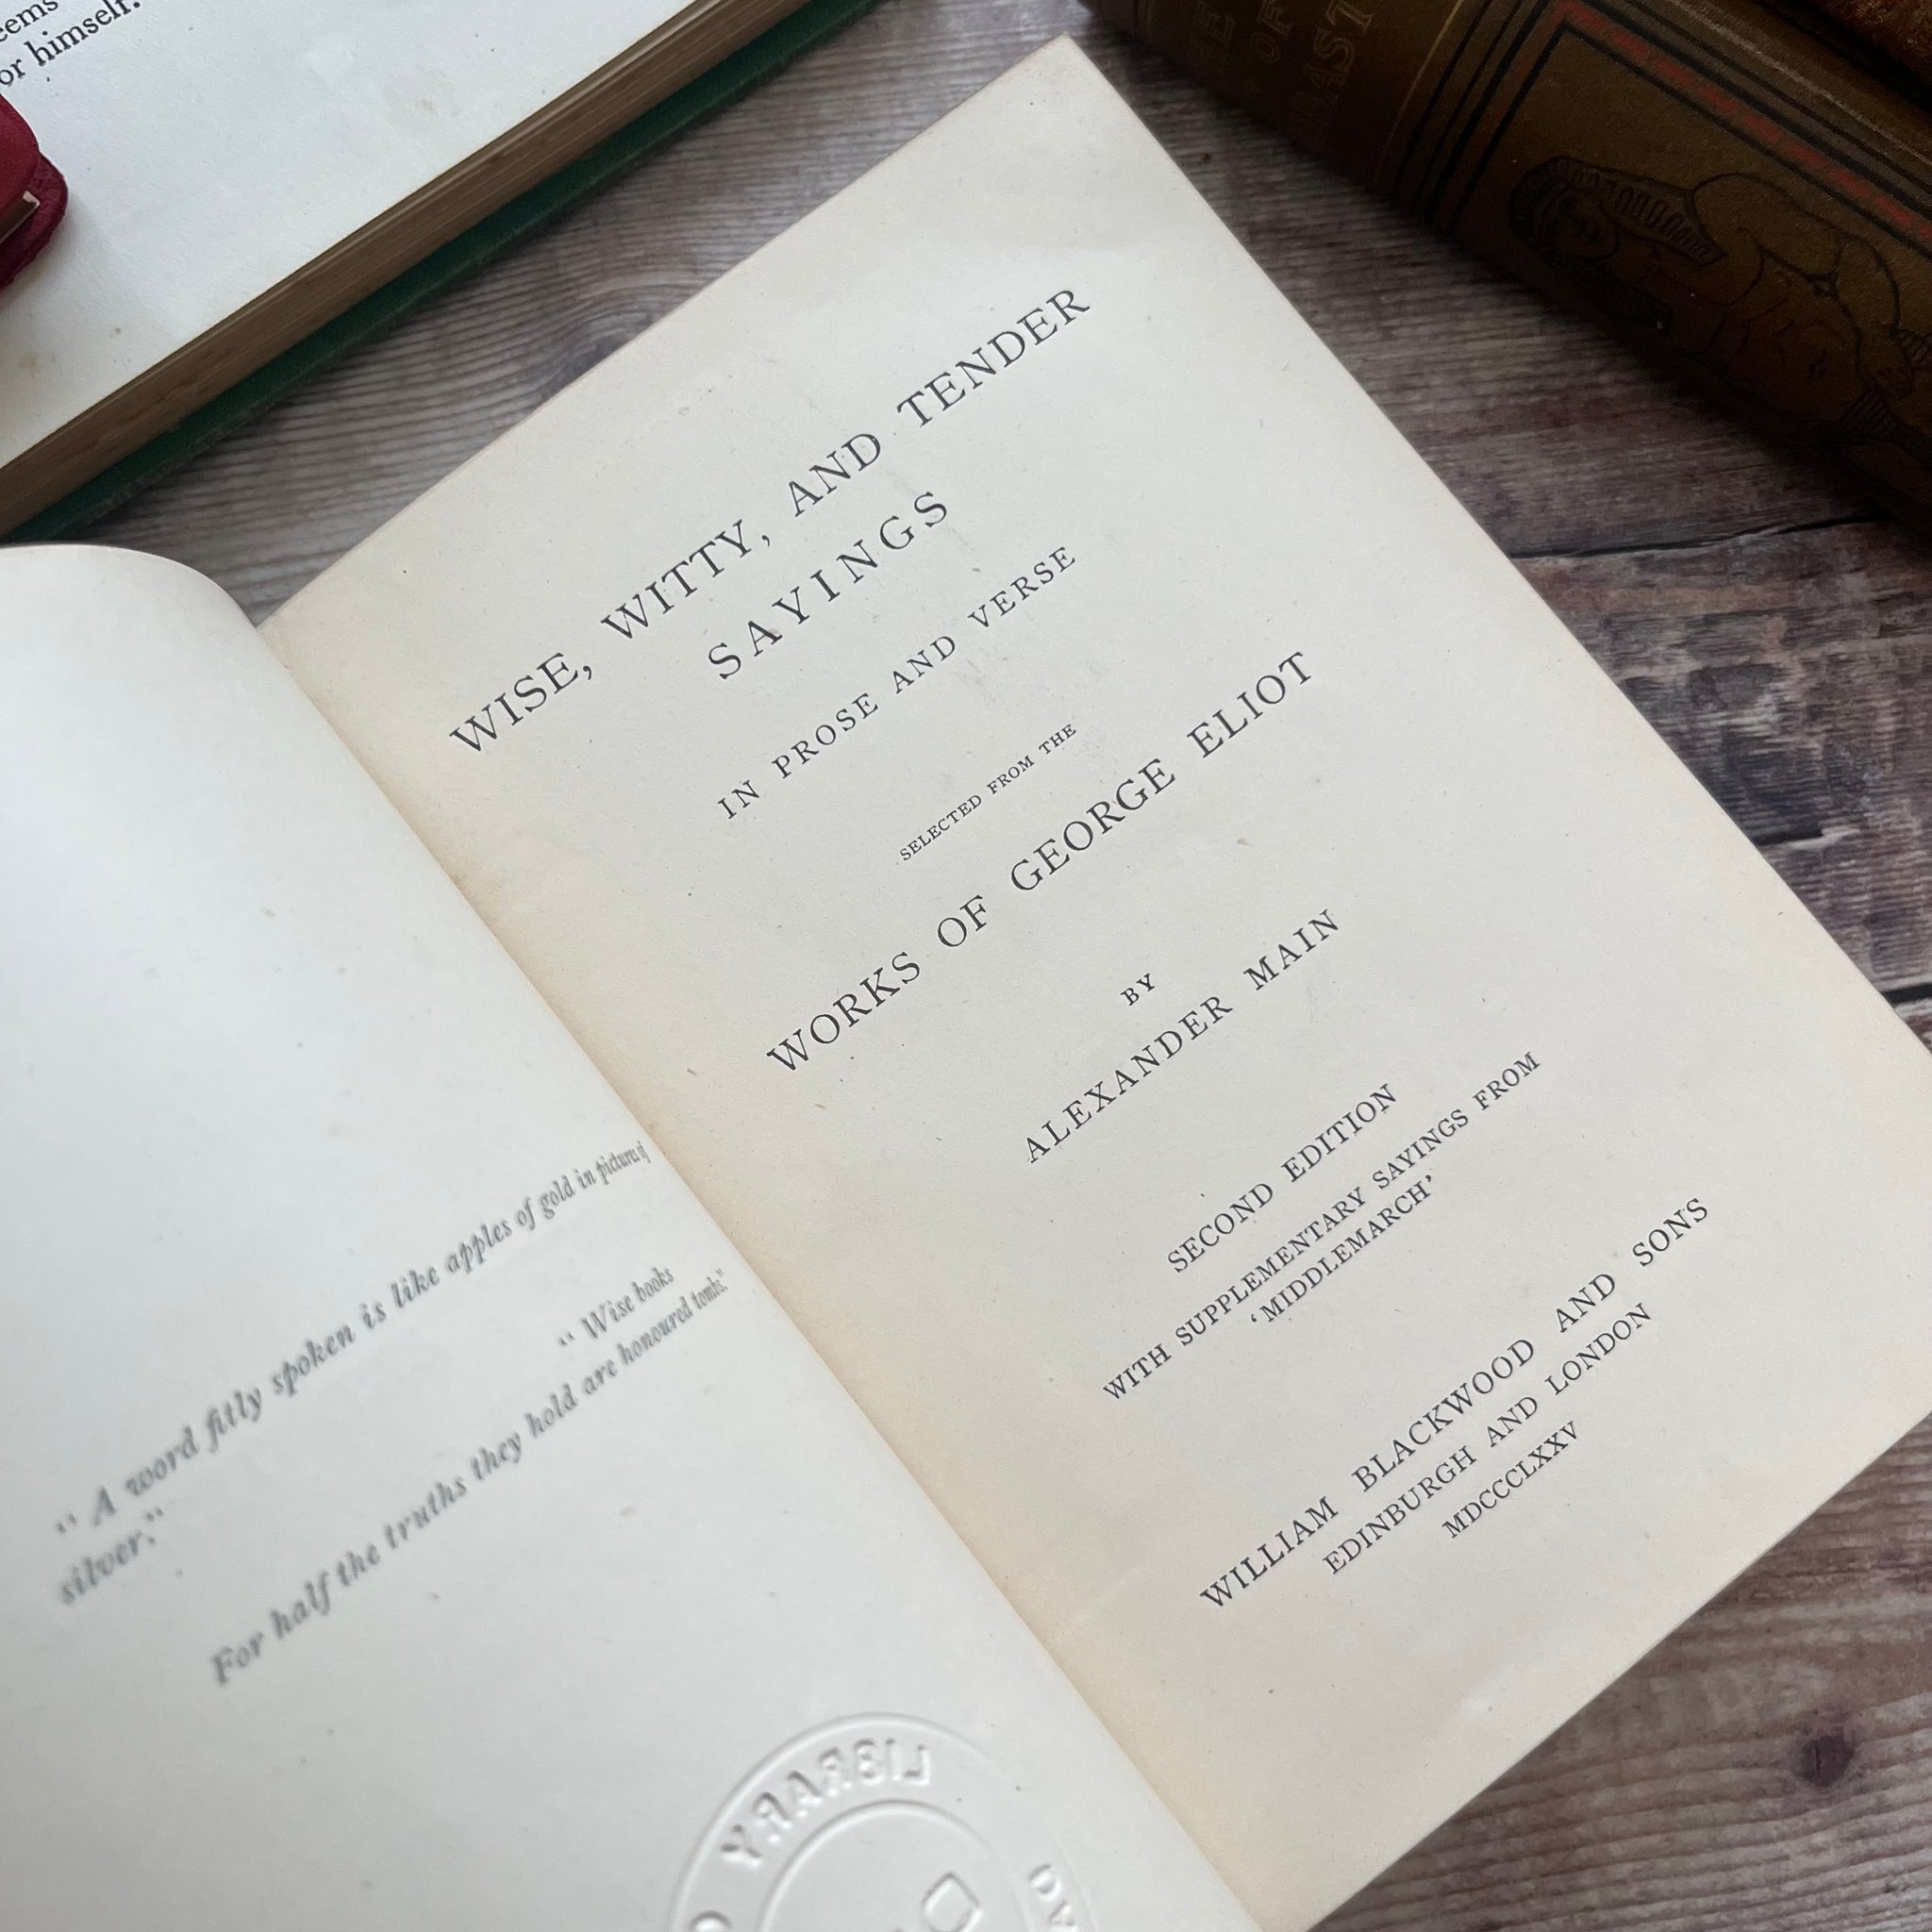 eems
or himself.
OF
"A word fitly spoken is like apples of gold in pictures of
silver."
"Wise books
For half the truths they hold are honoured tombs."
LIBRARY
WISE, WITTY, AND TENDER
SAYINGS
IN PROSE AND VERSE
SELECTED FROM THE
WORKS OF GEORGE ELIOT
BY
ALEXANDER MAIN
SECOND EDITION
WITH SUPPLEMENTARY SAYINGS FROM
'MIDDLEMARCH'
WILLIAM BLACKWOOD AND SONS
EDINBURGH AND LONDON
MDCCCLXXV